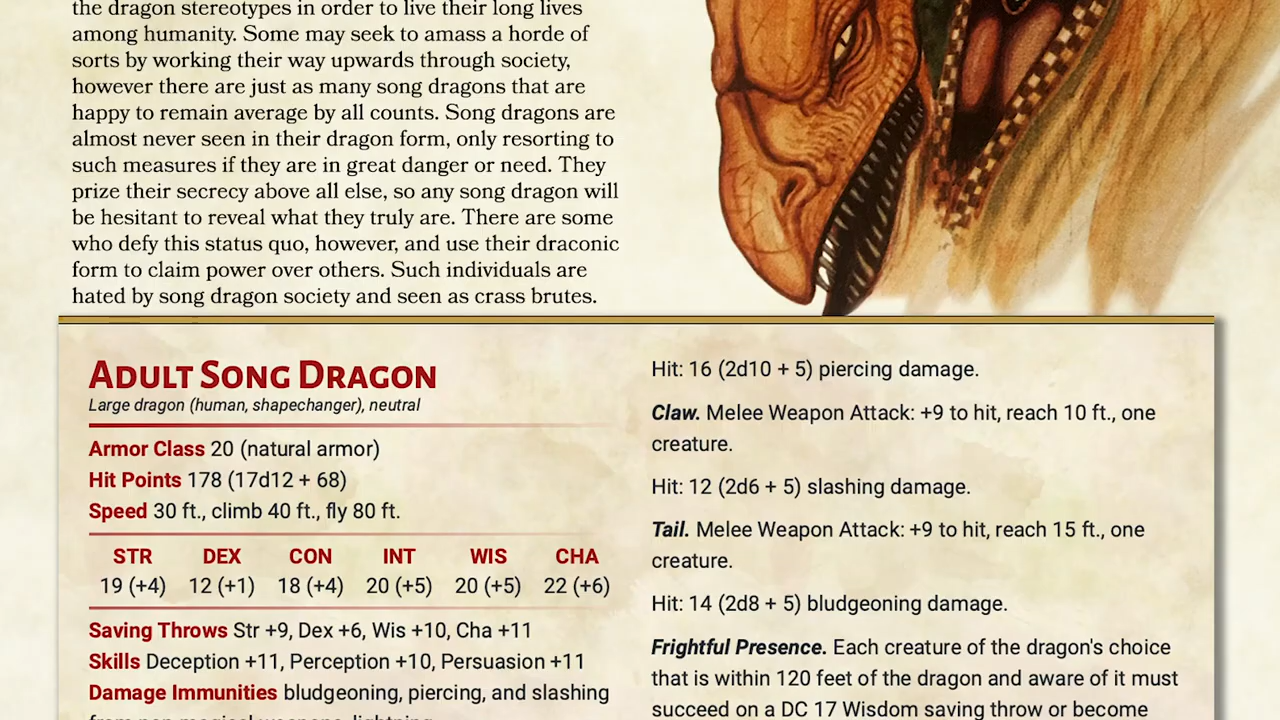 the dragon stereotypes in order to live their long lives
among humanity. Some may seek to amass a horde of
sorts by working their way upwards through society,
however there are just as many song dragons that are
happy to remain average by all counts. Song dragons are
almost never seen in their dragon form, only resorting to
such measures if they are in great danger or need. They
prize their secrecy above all else, so any song dragon will
be hesitant to reveal what they truly are. There are some
who defy this status quo, however, and use their draconic
form to claim power over others. Such individuals are
hated by song dragon society and seen as crass brutes.
ADULT SONG DRAGON
Large dragon (human, shapechanger), neutral
Armor Class 20 (natural armor)
Hit Points 178 (17d12 + 68)
Speed 30 ft., climb 40 ft., fly 80 ft.
STR DEX CON INT WIS CHA
19 (+4) 12 (+1) 18 (+4) 20 (+5) 20 (+5) 22 (+6)
Saving Throws Str +9, Dex +6, Wis +10, Cha +11
Skills Deception +11, Perception +10, Persuasion +11
Damage Immunities bludgeoning, piercing, and slashing
from non-magical weapons, lightning
Hit: 16 (2d10 + 5) piercing damage.
Claw. Melee Weapon Attack: +9 to hit, reach 10 ft., one
creature.
Hit: 12 (2d6 + 5) slashing damage.
Tail. Melee Weapon Attack: +9 to hit, reach 15 ft., one
creature.
Hit: 14 (2d8 + 5) bludgeoning damage.
Frightful Presence. Each creature of the dragon's choice
that is within 120 feet of the dragon and aware of it must
succeed on a DC 17 Wisdom saving throw or become